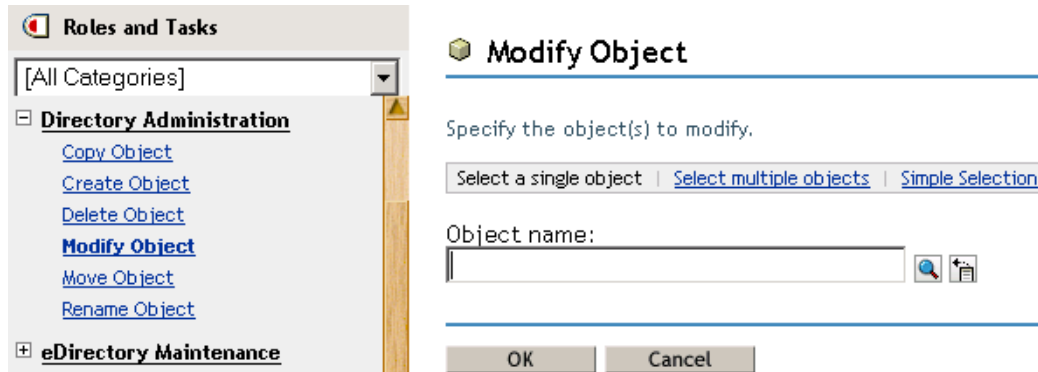 Roles and Tasks
[All Categories]
Directory Administration
Copy Object
Create Object
Delete Object
Modify Object
Move Object
Rename Object
eDirectory Maintenance
Modify Object
Specify the object(s) to modify.
Select a single object | Select multiple objects | Simple Selection
Object name:
OK Cancel